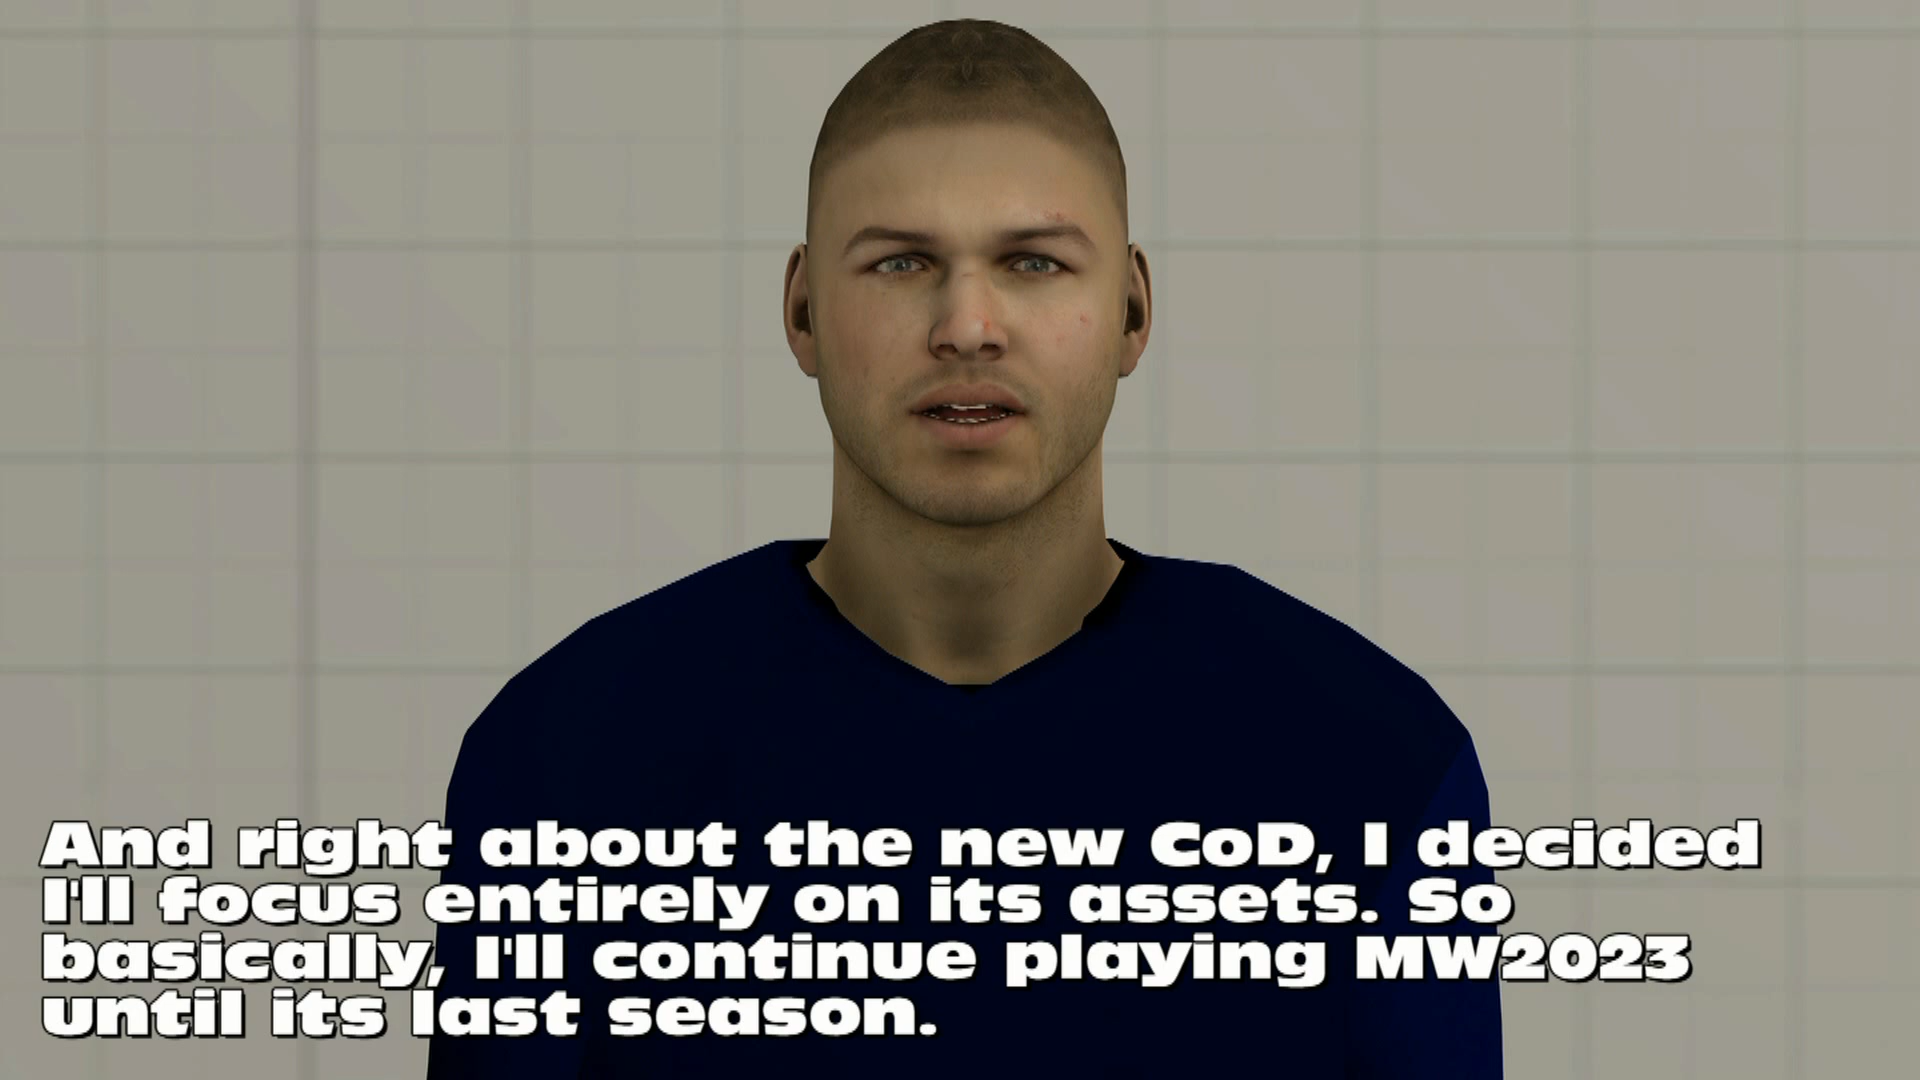 And right about the new CoD, I decided
I'll focus entirely on its assets. So
basically, I'll continue playing MW2023
until its last season.